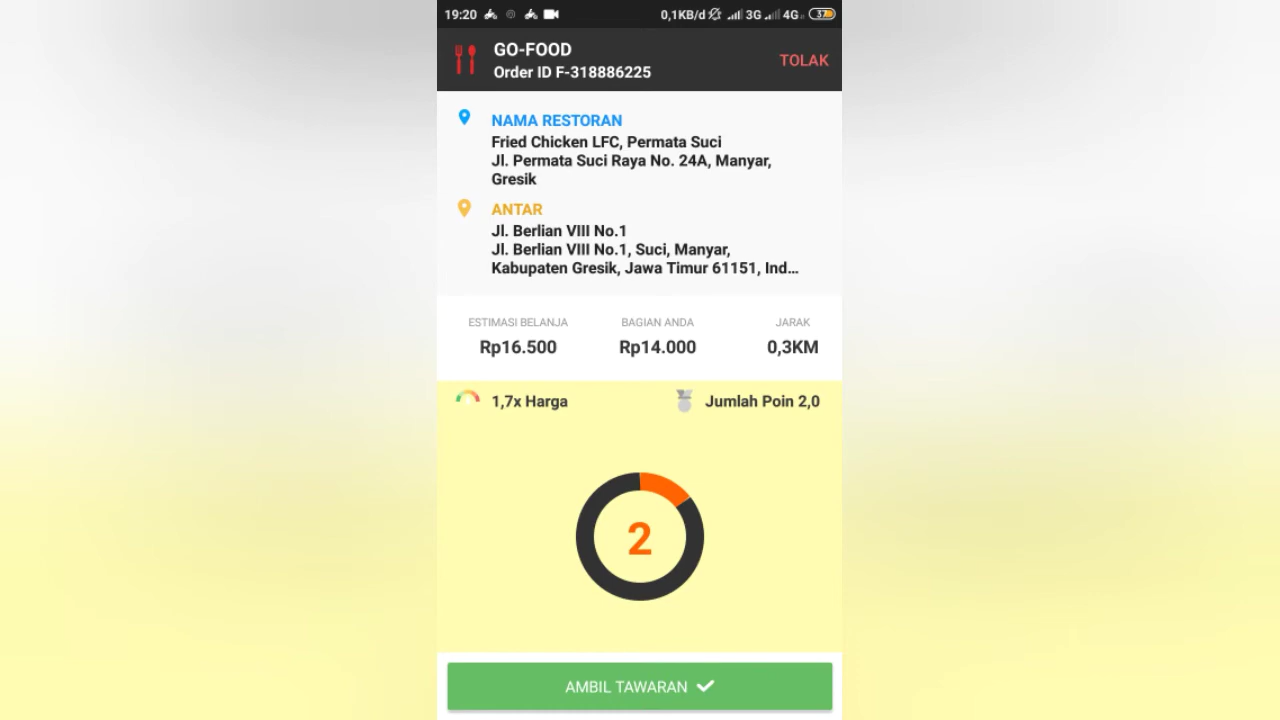 19:20 0,1KB/d 3G 4G 37
GO-FOOD
Order ID F-318886225
TOLAK
NAMA RESTORAN
Fried Chicken LFC, Permata Suci
Jl. Permata Suci Raya No. 24A, Manyar,
Gresik
ANTAR
Jl. Berlian VIII No.1
Jl. Berlian VIII No.1, Suci, Manyar,
Kabupaten Gresik, Jawa Timur 61151, Ind...
ESTIMASI BELANJA BAGIAN ANDA JARAK
Rp16.500 Rp14.000 0,3KM
1,7x Harga Jumlah Poin 2,0
2
AMBIL TAWARAN